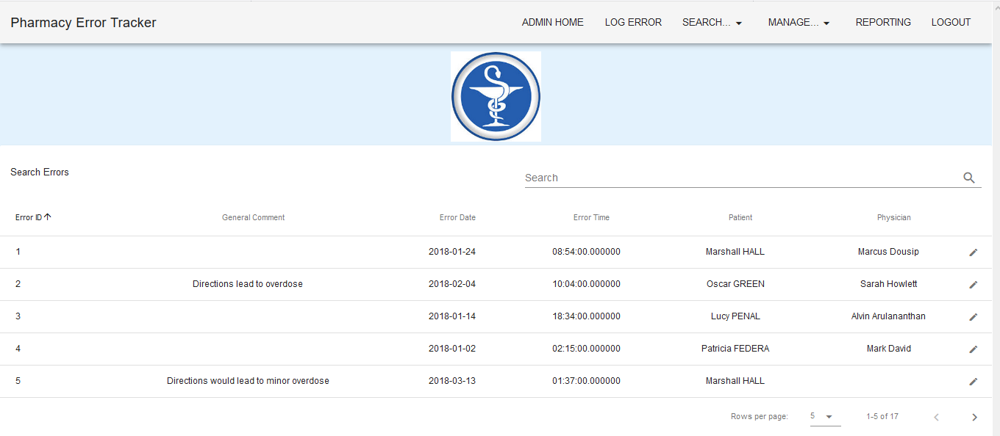 Pharmacy Error Tracker ADMIN HOME LOG ERROR SEARCH... MANAGE... REPORTING LOGOUT
Search Errors
Search
Error ID General Comment Error Date Error Time Patient Physician
1 2018-01-24 08:54:00.000000 Marshall HALL Marcus Dousip
2 Directions lead to overdose 2018-02-04 10:04:00.000000 Oscar GREEN Sarah Howlett
3 2018-01-14 18:34:00.000000 Lucy PENAL Alvin Arulananthan
4 2018-01-02 02:15:00.000000 Patricia FEDERA Mark David
5 Directions would lead to minor overdose 2018-03-13 01:37:00.000000 Marshall HALL
Rows per page: 5 1-5 of 17